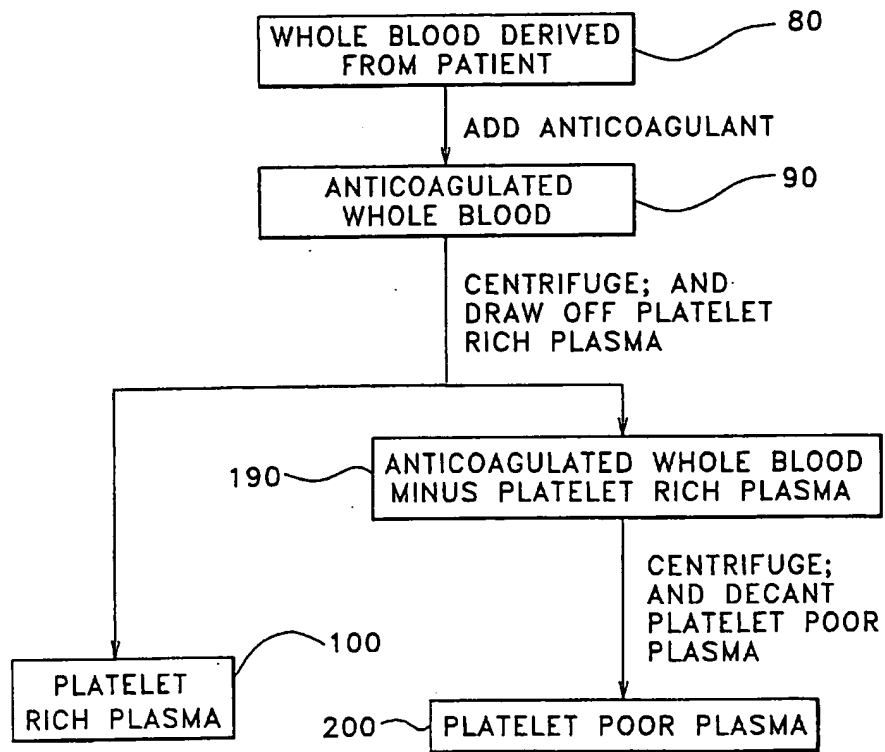 WHOLE BLOOD DERIVED
FROM PATIENT
80
ADD ANTICOAGULANT
ANTICOAGULATED
WHOLE BLOOD
90
CENTRIFUGE; AND
DRAW OFF PLATELET
RICH PLASMA
190
ANTICOAGULATED WHOLE BLOOD
MINUS PLATELET RICH PLASMA
CENTRIFUGE;
AND DECANT
PLATELET POOR
PLASMA
100
PLATELET
RICH PLASMA
200
PLATELET POOR PLASMA